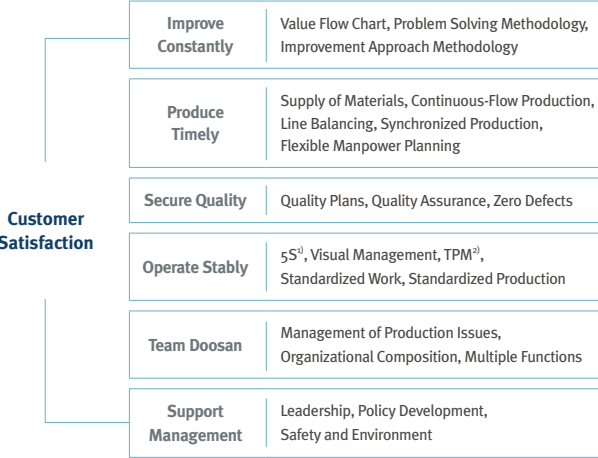 Customer
Satisfaction
Improve
Constantly
Value Flow Chart, Problem Solving Methodology,
Improvement Approach Methodology
Produce
Timely
Supply of Materials, Continuous-Flow Production,
Line Balancing, Synchronized Production,
Flexible Manpower Planning
Secure Quality
Quality Plans, Quality Assurance, Zero Defects
Operate Stably
5S¹⁾, Visual Management, TPM²⁾,
Standardized Work, Standardized Production
Team Doosan
Management of Production Issues,
Organizational Composition, Multiple Functions
Support
Management
Leadership, Policy Development,
Safety and Environment